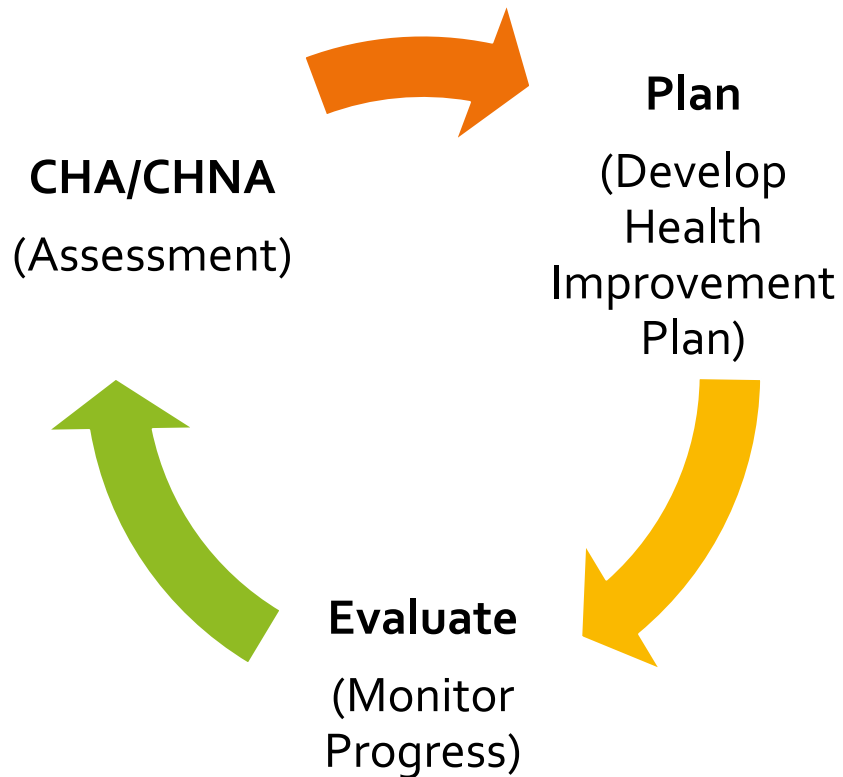 CHA/CHNA
(Assessment)
Plan
(Develop
Health
Improvement
Plan)
Evaluate
(Monitor
Progress)